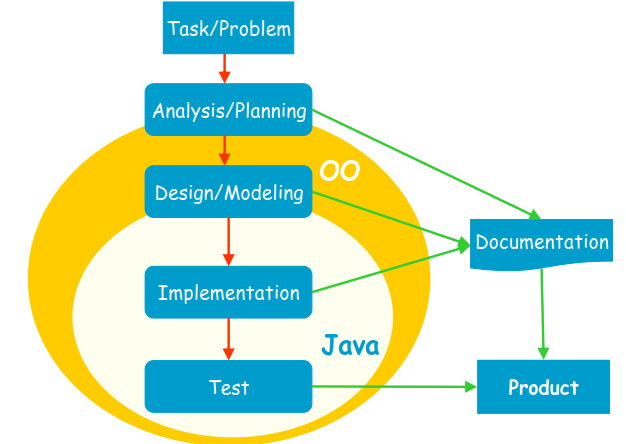 Task/Problem
Analysis/Planning
OO
Design/Modeling
Documentation
Implementation
Java
Test
Product